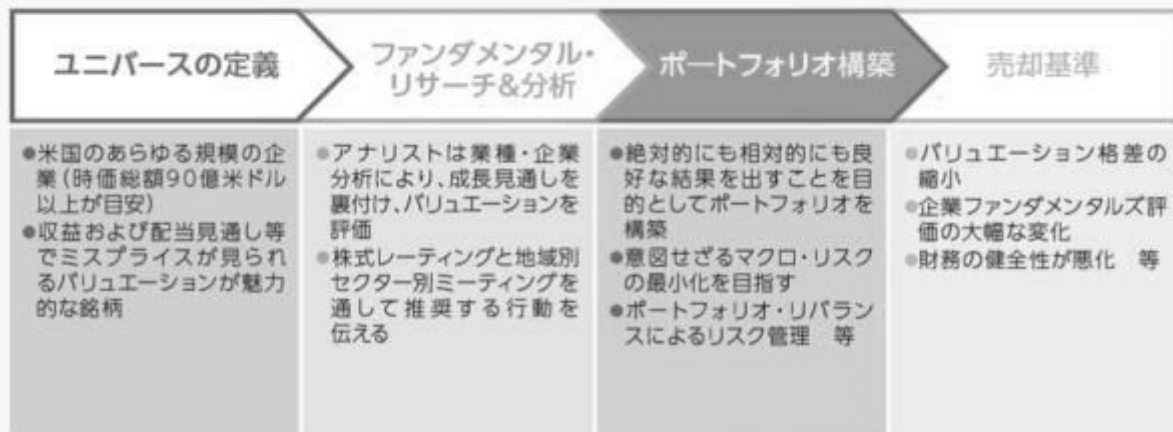 ユニバースの定義
ファンダメンタル・
リサーチ&分析
ポートフォリオ構築
売却基準
●米国のあらゆる規模の企
業(時価総額90億米ドル
以上が目安)
●収益および配当見通し等
でミスプライスが見られ
るバリュエーションが魅力
的な銘柄
●アナリストは業種・企業
分析により、成長見通しを
裏付け、バリュエーションを
評価
●株式レーティングと地域別
セクター別ミーティングを
通して推奨する行動を
伝える
●絶対的にも相対的にも良
好な結果を出すことを目
的としてポートフォリオを
構築
●意図せざるマクロ・リスク
の最小化を目指す
●ポートフォリオ・リバラン
スによるリスク管理 等
●バリュエーション格差の
縮小
●企業ファンダメンタルズ評
価の大幅な変化
●財務の健全性が悪化 等